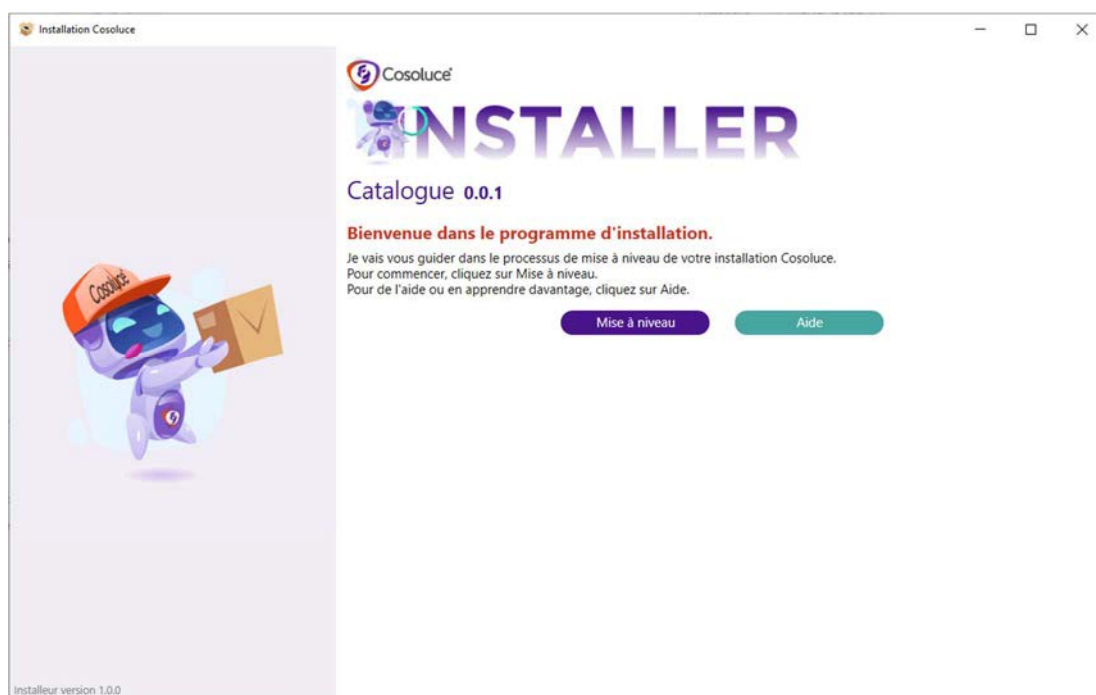 Installation Cosoluce
Cosoluce
INSTALLER
Catalogue 0.0.1
Bienvenue dans le programme d'installation.
Je vais vous guider dans le processus de mise à niveau de votre installation Cosoluce.
Pour commencer, cliquez sur Mise à niveau.
Pour de l'aide ou en apprendre davantage, cliquez sur Aide.
Mise à niveau
Aide
Cosoluce
Installeur version 1.0.0